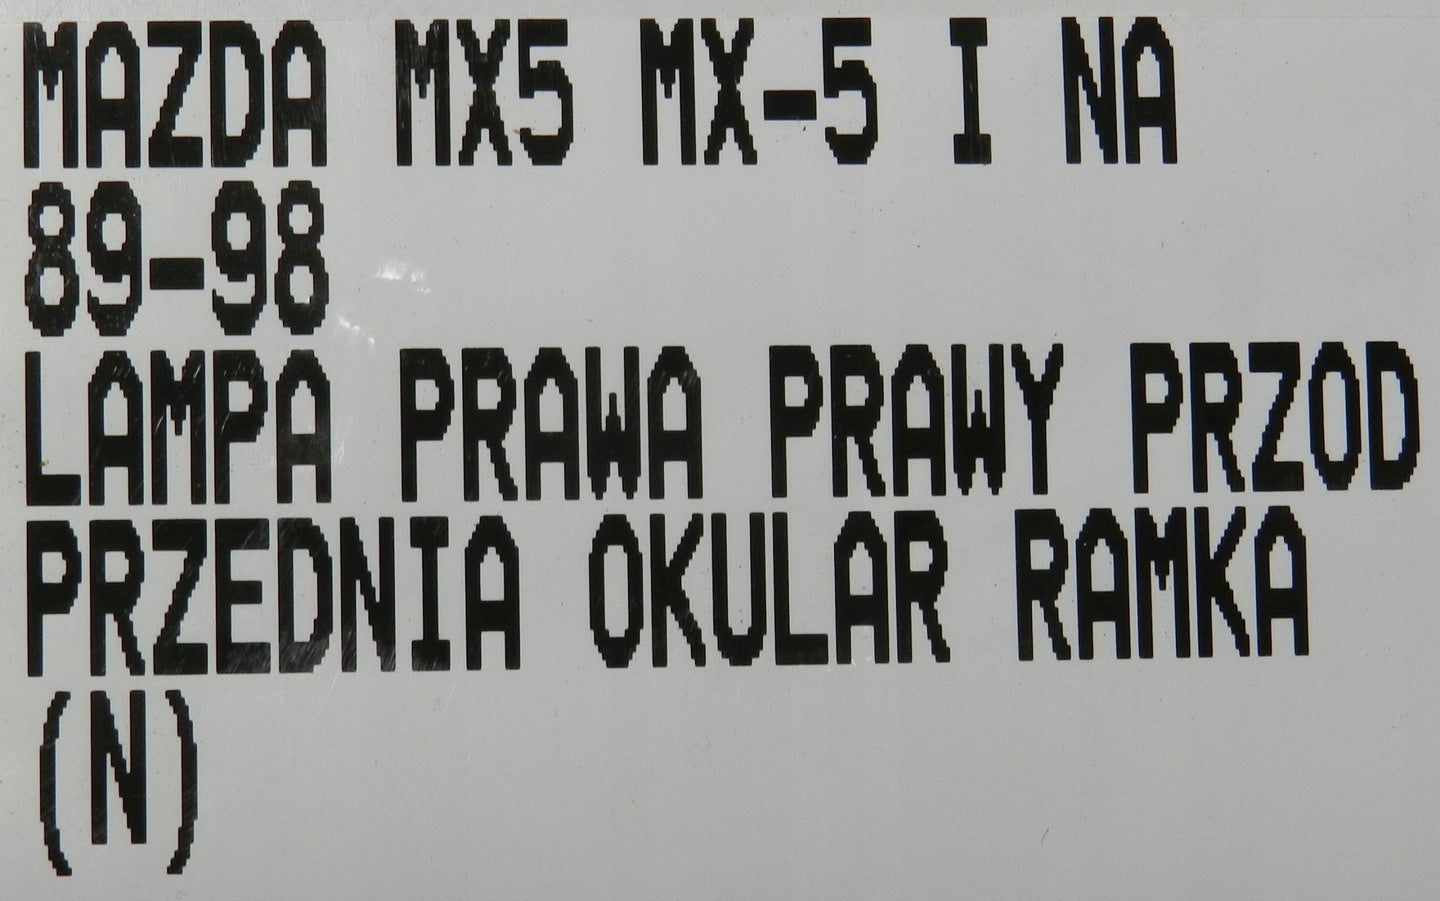 MAZDA MX5 MX-5 I NA
89-98
LAMPA PRAWA PRAWY PRZOD
PRZEDNIA OKULAR RAMKA
(N)